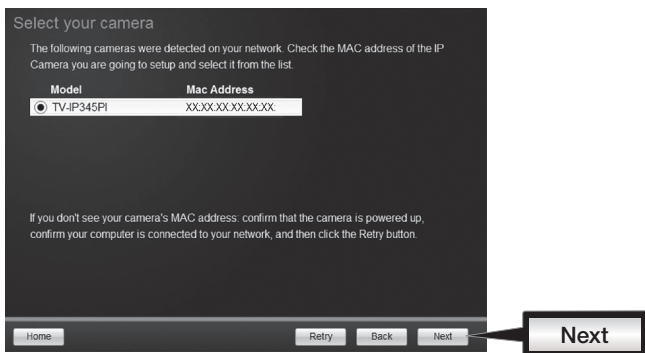 Select your camera
The following cameras were detected on your network. Check the MAC address of the IP
Camera you are going to setup and select it from the list.
Model Mac Address
TV-IP345PI XX:XX:XX:XX:XX:XX:
If you don't see your camera's MAC address: confirm that the camera is powered up,
confirm your computer is connected to your network, and then click the Retry button.
Home Retry Back Next
Next